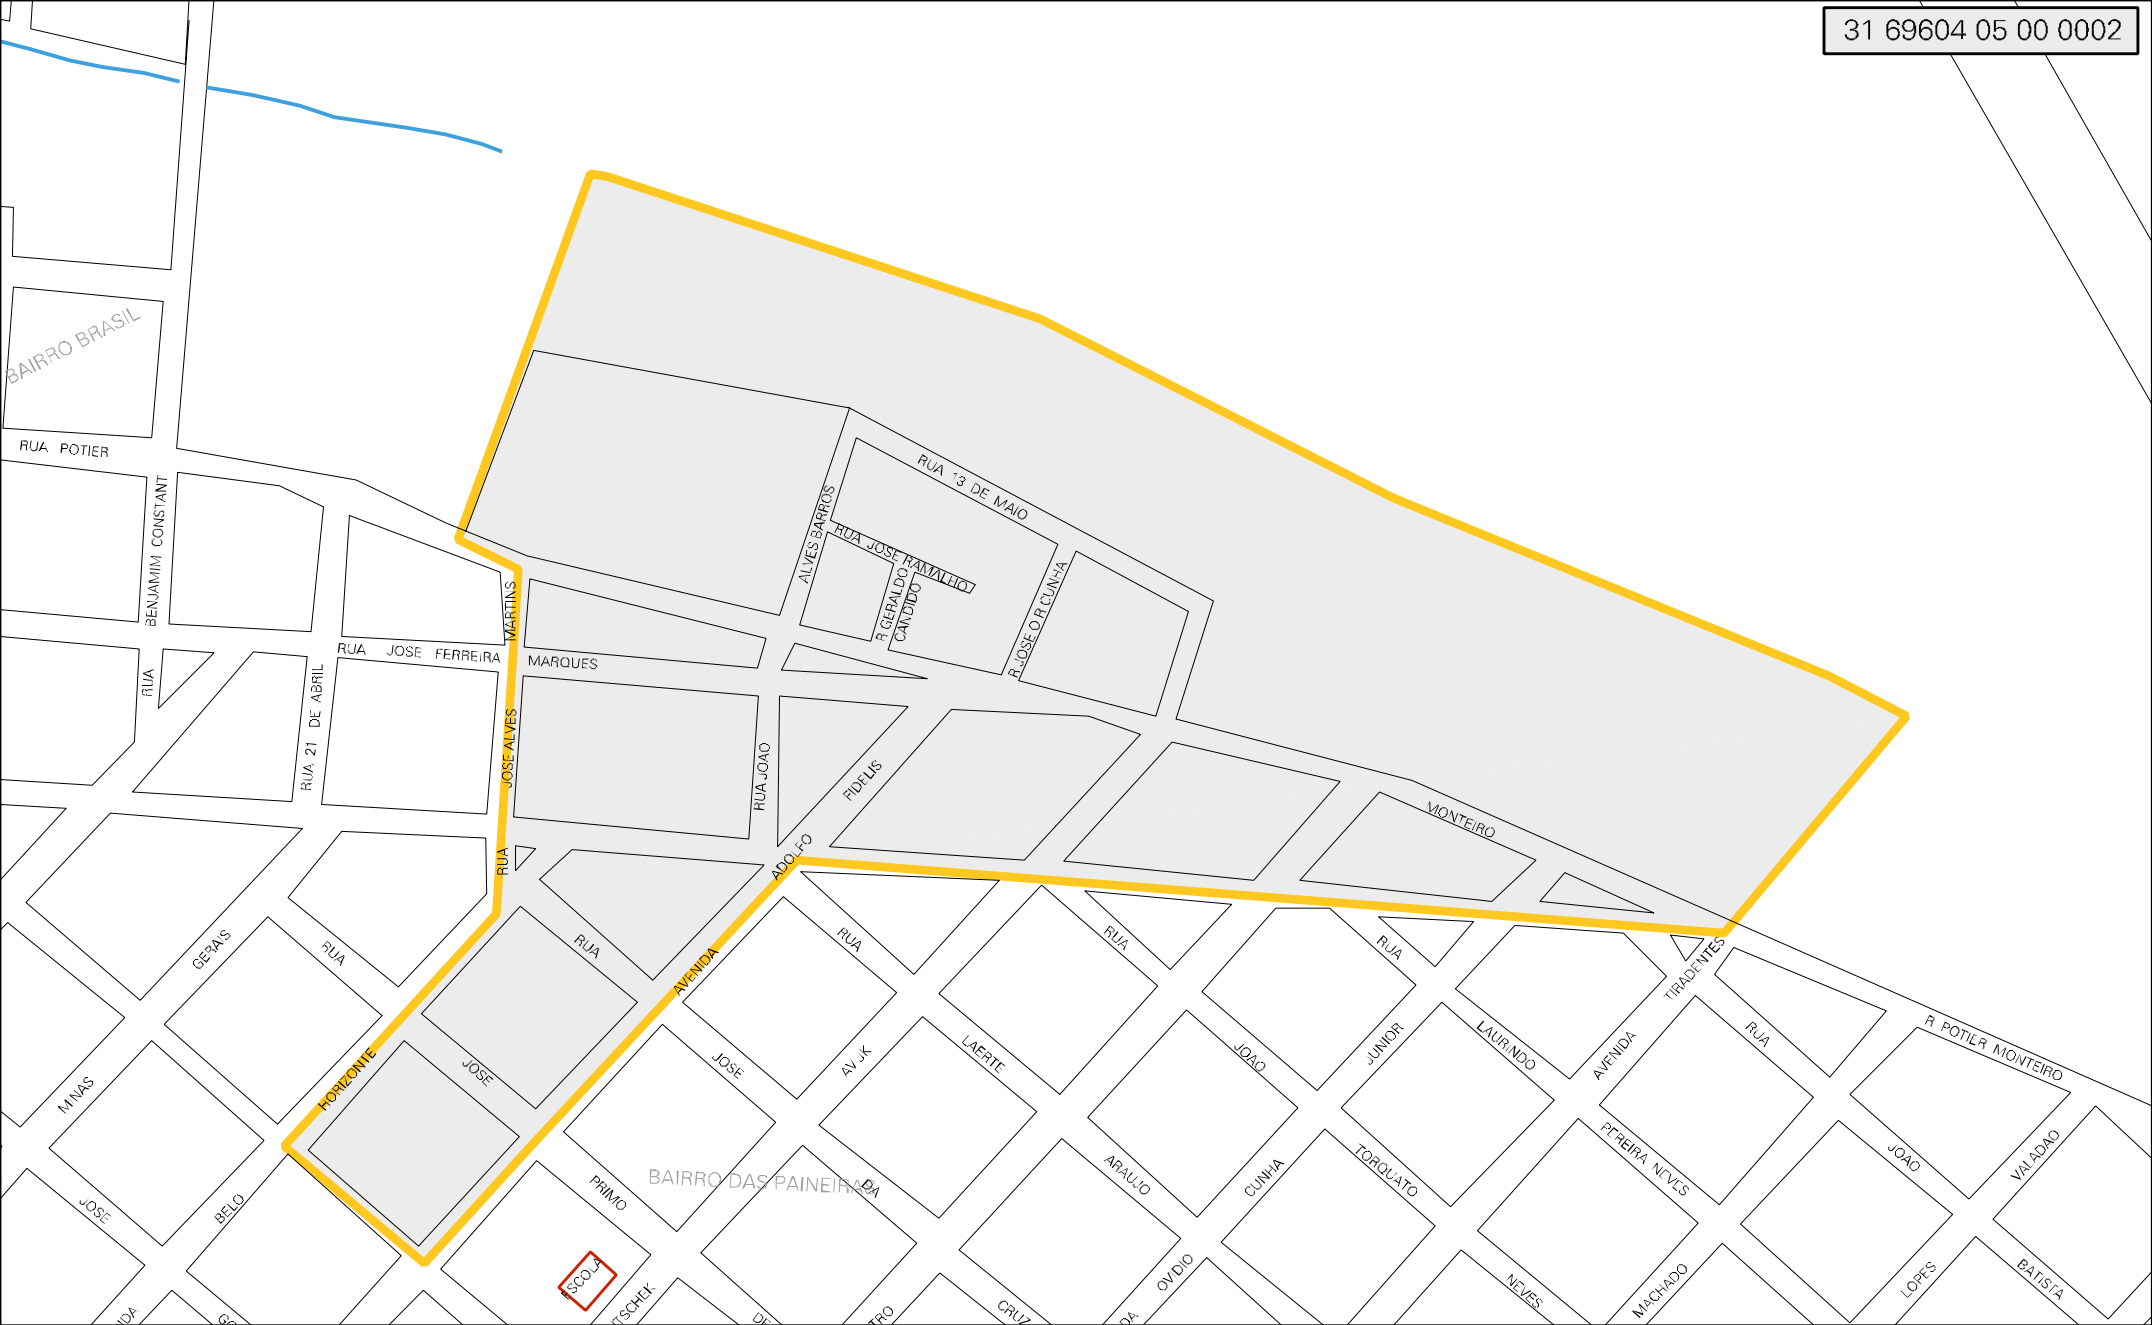 31 69604 05 00 0002
BAIRRO BRASIL
RUA POTIER
BENJAMIM CONSTANT
RUA
RUA JOSE FERREIRA
MARQUES
RUA 21 DE ABRIL
MARTINS
JOSE ALVES
RUA
RUA 13 DE MAIO
ALVES BARROS
RUA JOSE RAMALHO
R GERALDO
CANDIDO
R JOSE O R CUNHA
RUA JOAO
FIDELIS
ADOLFO
AVENIDA
MONTEIRO
GERAIS
RUA
RUA
RUA
RUA
RUA
TIRADENTES
MINAS
HORIZONTE
JOSE
JOSE
AV JK
LAERTE
JOAO
JUNIOR
LAURINDO
AVENIDA
RUA
R POTIER MONTEIRO
JOSE
BELO
PRIMO
BAIRRO DAS PAINEIRAS
DA
ARAUJO
CUNHA
TORQUATO
PEREIRA NEVES
JOAO
VALADAO
ESCOLA
OVIDIO
NEVES
MACHADO
LOPES
BATISTA
CRUZ